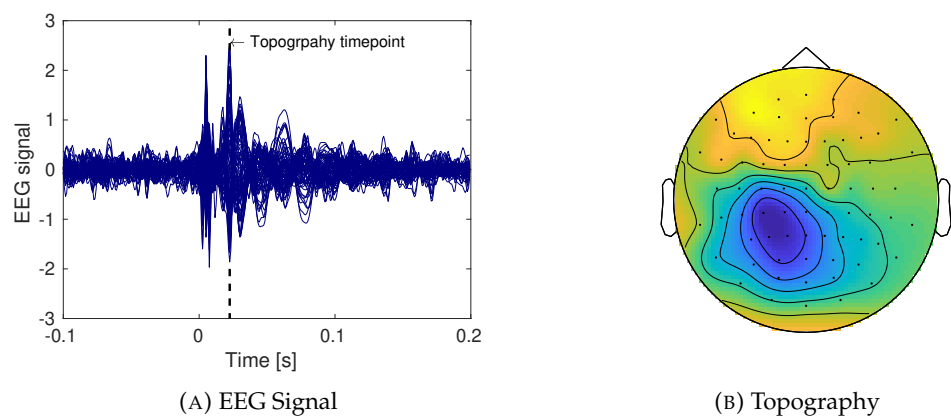 3
2
1
0
-1
-2
-3
EEG signal
← Topogrpahy timepoint
-0.1
0
0.1
0.2
Time [s]
(A) EEG Signal
(B) Topography